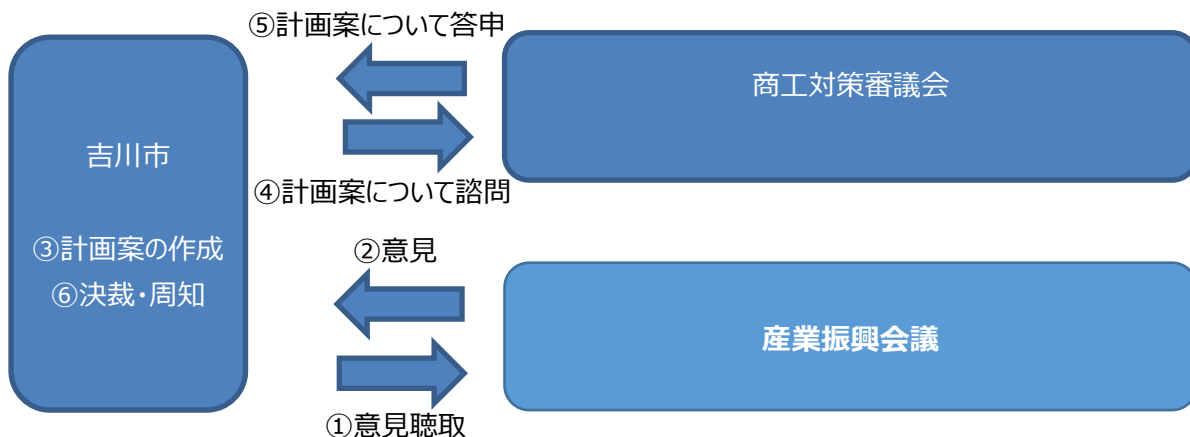 ⑤計画案について答申
商工対策審議会
吉川市
④計画案について諮問
③計画案の作成
②意見
⑥決裁・周知
産業振興会議
①意見聴取